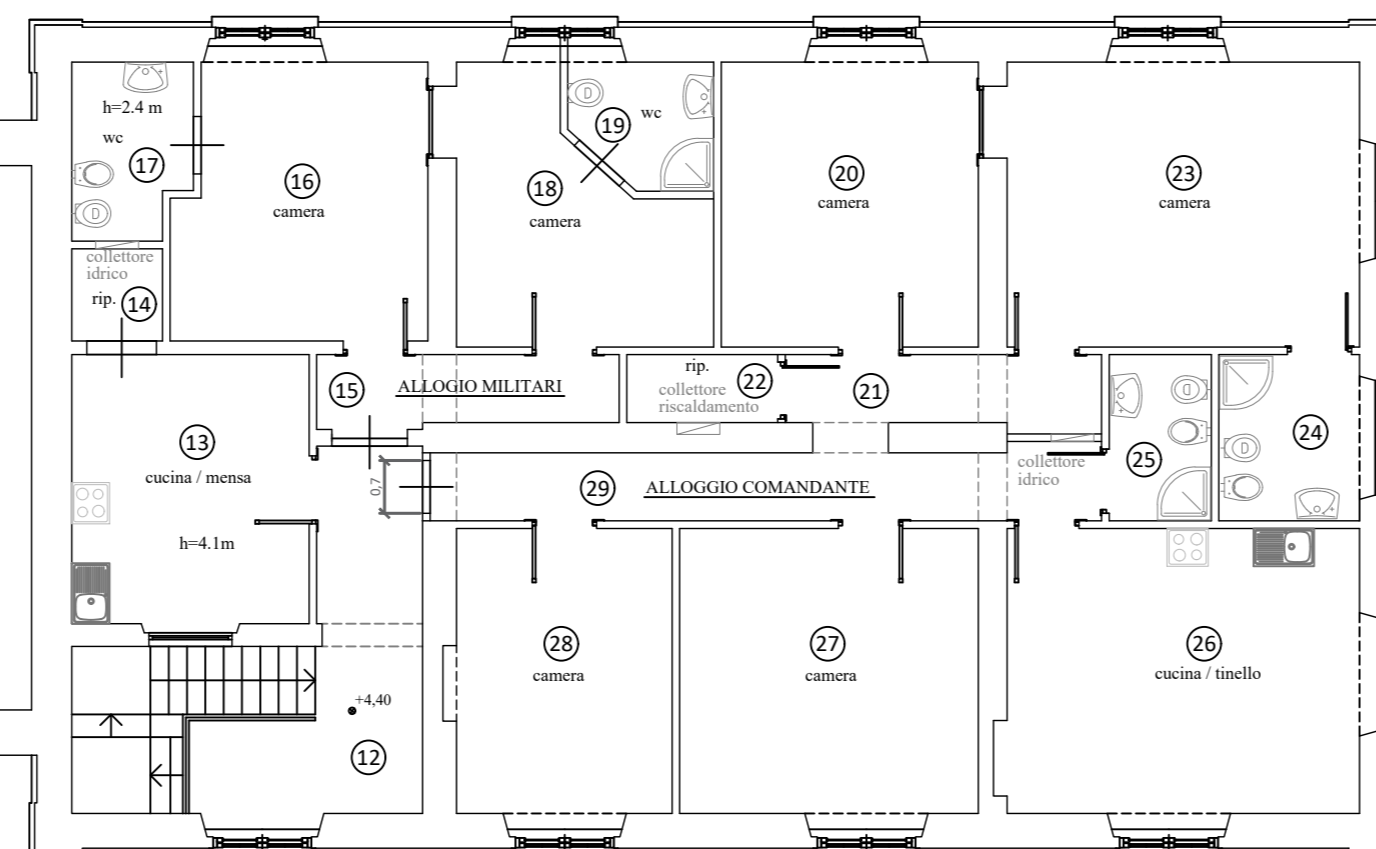 h=2.4 m
wc
17
16
camera
18
camera
19
wc
20
camera
23
camera
collettore
idrico
rip.
14
15
ALLOGIO MILITARI
rip.
22
collettore
riscaldamento
21
13
cucina / mensa
h=4.1m
0,7
29
ALLOGGIO COMANDANTE
collettore
idrico
25
24
D
D
D
D
28
camera
27
camera
26
cucina / tinello
+4,40
12